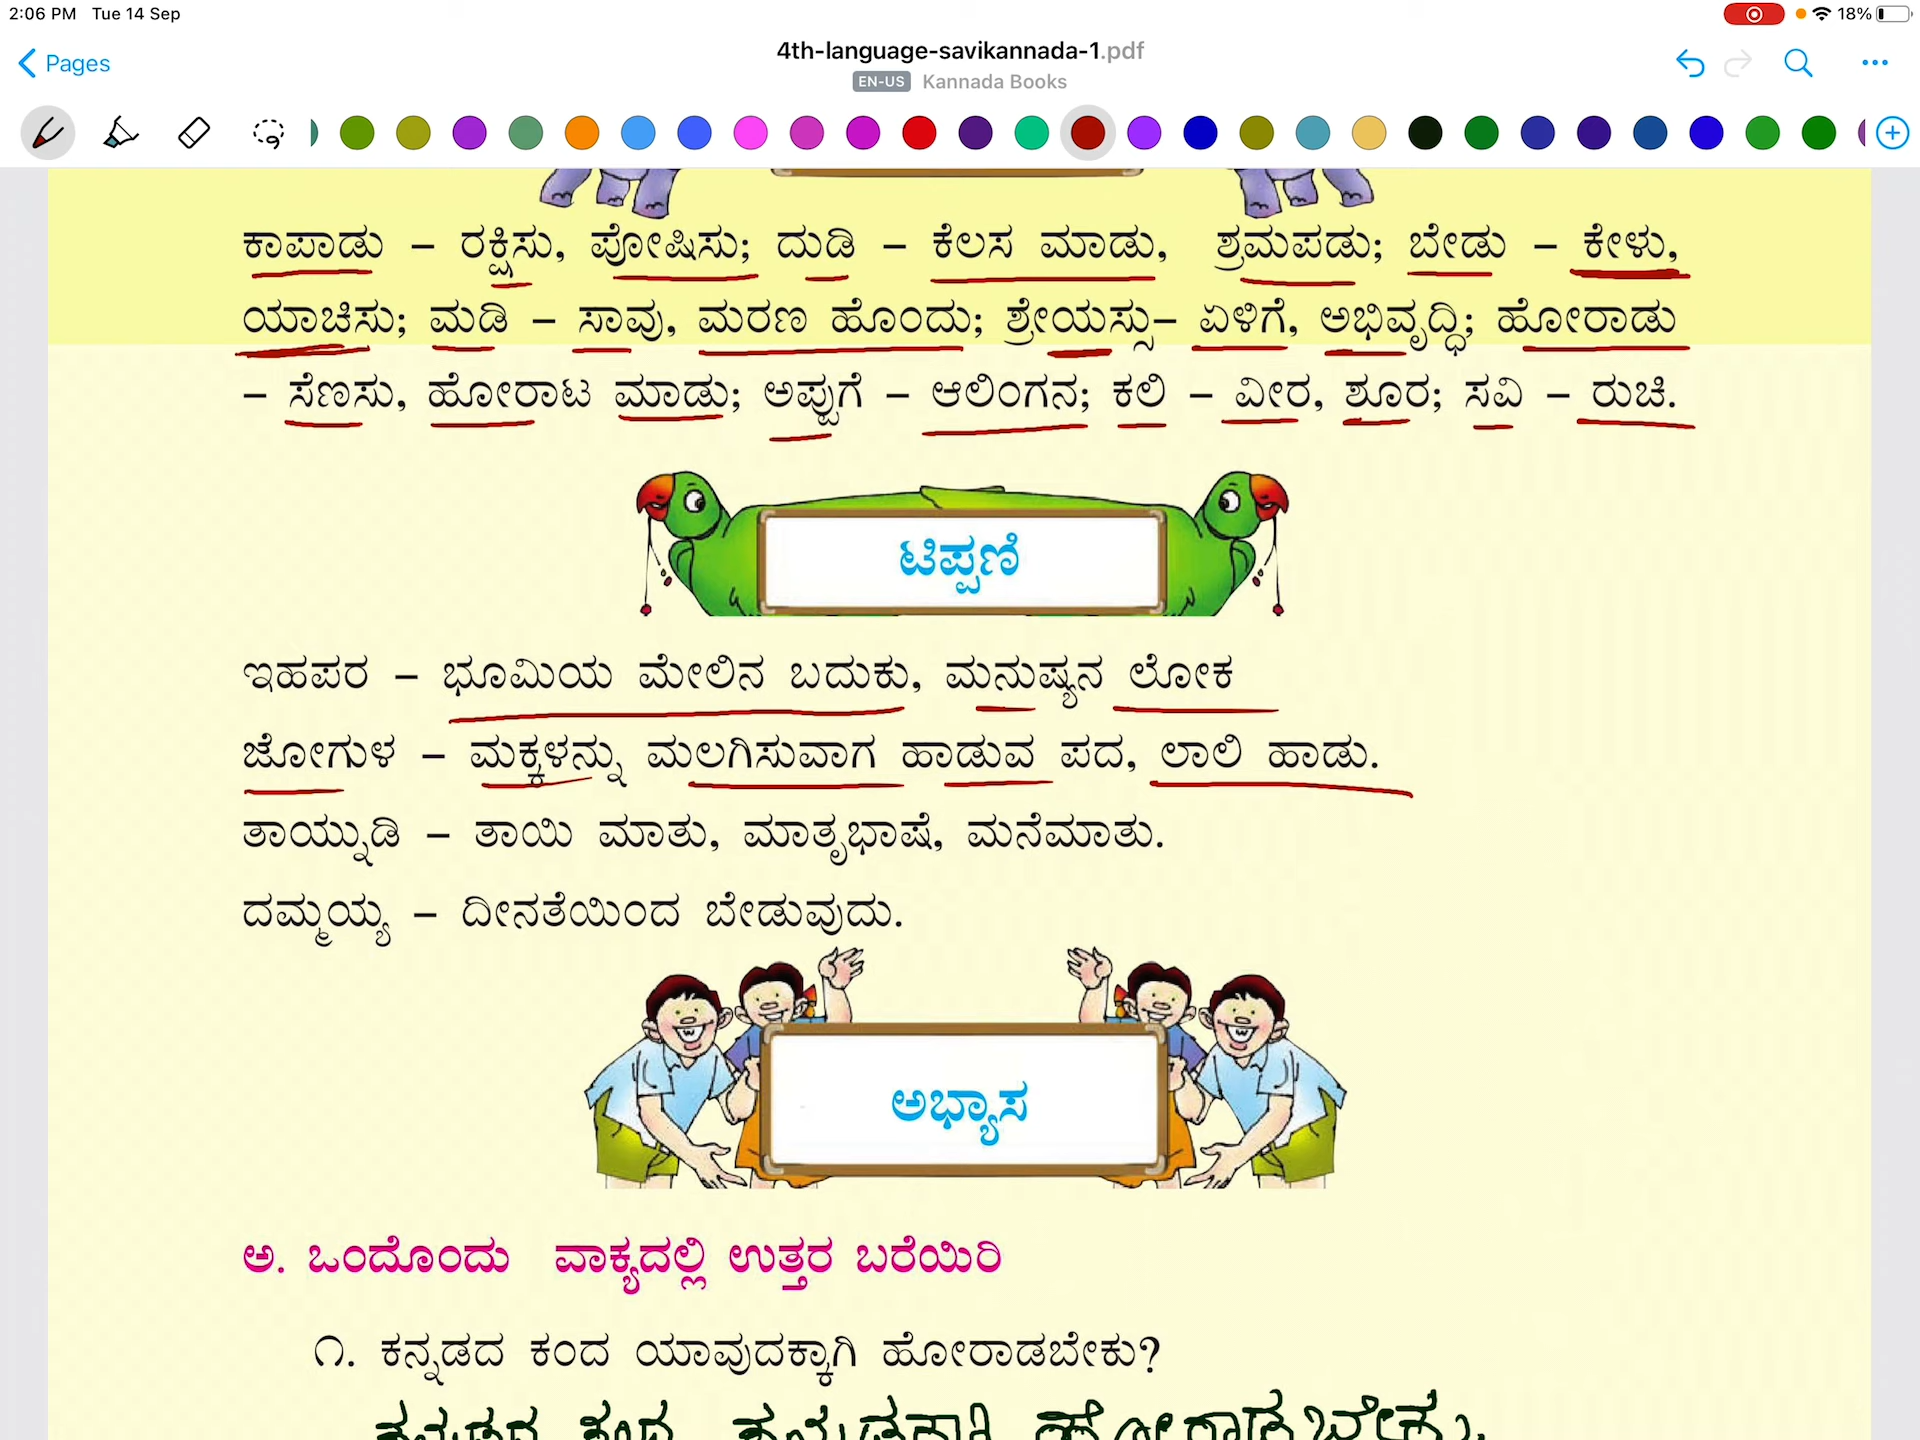 2:06 PM Tue 14 Sep
18%
Pages
4th-language-savikannada-1.pdf
EN-US Kannada Books
ಕಾಪಾಡು – ರಕ್ಷಿಸು, ಪೋಷಿಸು; ದುಡಿ – ಕೆಲಸ ಮಾಡು, ಶ್ರಮಪಡು; ಬೇಡು – ಕೇಳು,
ಯಾಚಿಸು; ಮಡಿ – ಸಾವು, ಮರಣ ಹೊಂದು; ಶ್ರೇಯಸ್ಸು– ಏಳಿಗೆ, ಅಭಿವೃದ್ಧಿ; ಹೋರಾಡು
– ಸೆಣಸು, ಹೋರಾಟ ಮಾಡು; ಅಪ್ಪುಗೆ – ಆಲಿಂಗನ; ಕಲಿ – ವೀರ, ಶೂರ; ಸವಿ – ರುಚಿ.
ಟಿಪ್ಪಣಿ
ಇಹಪರ – ಭೂಮಿಯ ಮೇಲಿನ ಬದುಕು, ಮನುಷ್ಯನ ಲೋಕ
ಜೋಗುಳ – ಮಕ್ಕಳನ್ನು ಮಲಗಿಸುವಾಗ ಹಾಡುವ ಪದ, ಲಾಲಿ ಹಾಡು.
ತಾಯ್ನುಡಿ – ತಾಯಿ ಮಾತು, ಮಾತೃಭಾಷೆ, ಮನೆಮಾತು.
ದಮ್ಮಯ್ಯ – ದೀನತೆಯಿಂದ ಬೇಡುವುದು.
ಅಭ್ಯಾಸ
ಅ. ಒಂದೊಂದು ವಾಕ್ಯದಲ್ಲಿ ಉತ್ತರ ಬರೆಯಿರಿ
೧. ಕನ್ನಡದ ಕಂದ ಯಾವುದಕ್ಕಾಗಿ ಹೋರಾಡಬೇಕು?